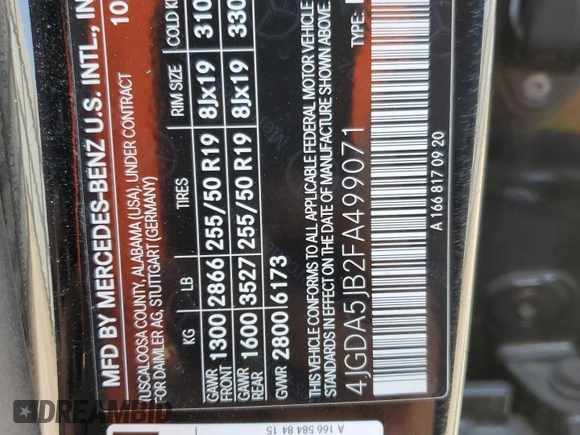 MFD BY MERCEDES-BENZ U.S. INTL., IN
10
TUSCALOOSA COUNTY, ALABAMA (USA), UNDER CONTRACT
FOR DAIMLER AG, STUTTGART (GERMANY)
KG LB TIRES RIM SIZE COLD
GAWR FRONT 1300 2866 255/50 R19 8Jx19 310
GAWR REAR 1600 3527 255/50 R19 8Jx19 330
GVWR 2800 6173
THIS VEHICLE CONFORMS TO ALL APPLICABLE FEDERAL MOTOR VEHICLE
STANDARDS IN EFFECT ON THE DATE OF MANUFACTURE SHOWN ABOVE.
4JGDA5JB2FA499071 TYPE:
A 166 817 09 20
A 166 584 84 15
DREAMBID